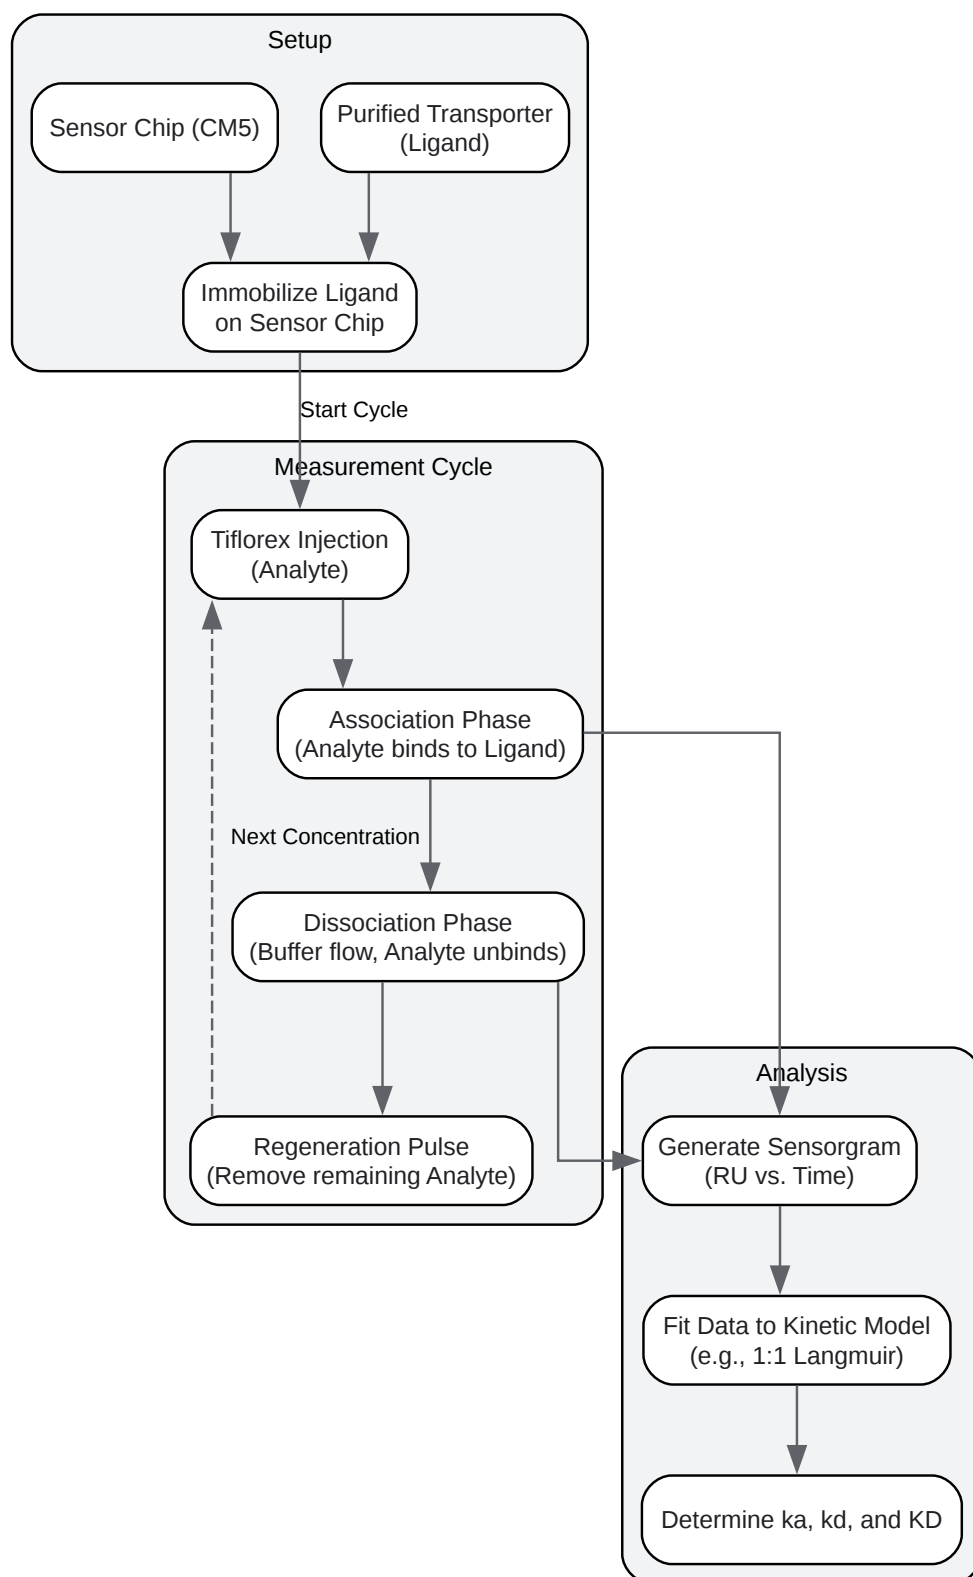 Setup
Sensor Chip (CM5)
Purified Transporter
(Ligand)
Immobilize Ligand
on Sensor Chip
Start Cycle
Measurement Cycle
Tiflorex Injection
(Analyte)
Association Phase
(Analyte binds to Ligand)
Next Concentration
Dissociation Phase
(Buffer flow, Analyte unbinds)
Regeneration Pulse
(Remove remaining Analyte)
Analysis
Generate Sensorgram
(RU vs. Time)
Fit Data to Kinetic Model
(e.g., 1:1 Langmuir)
Determine ka, kd, and KD